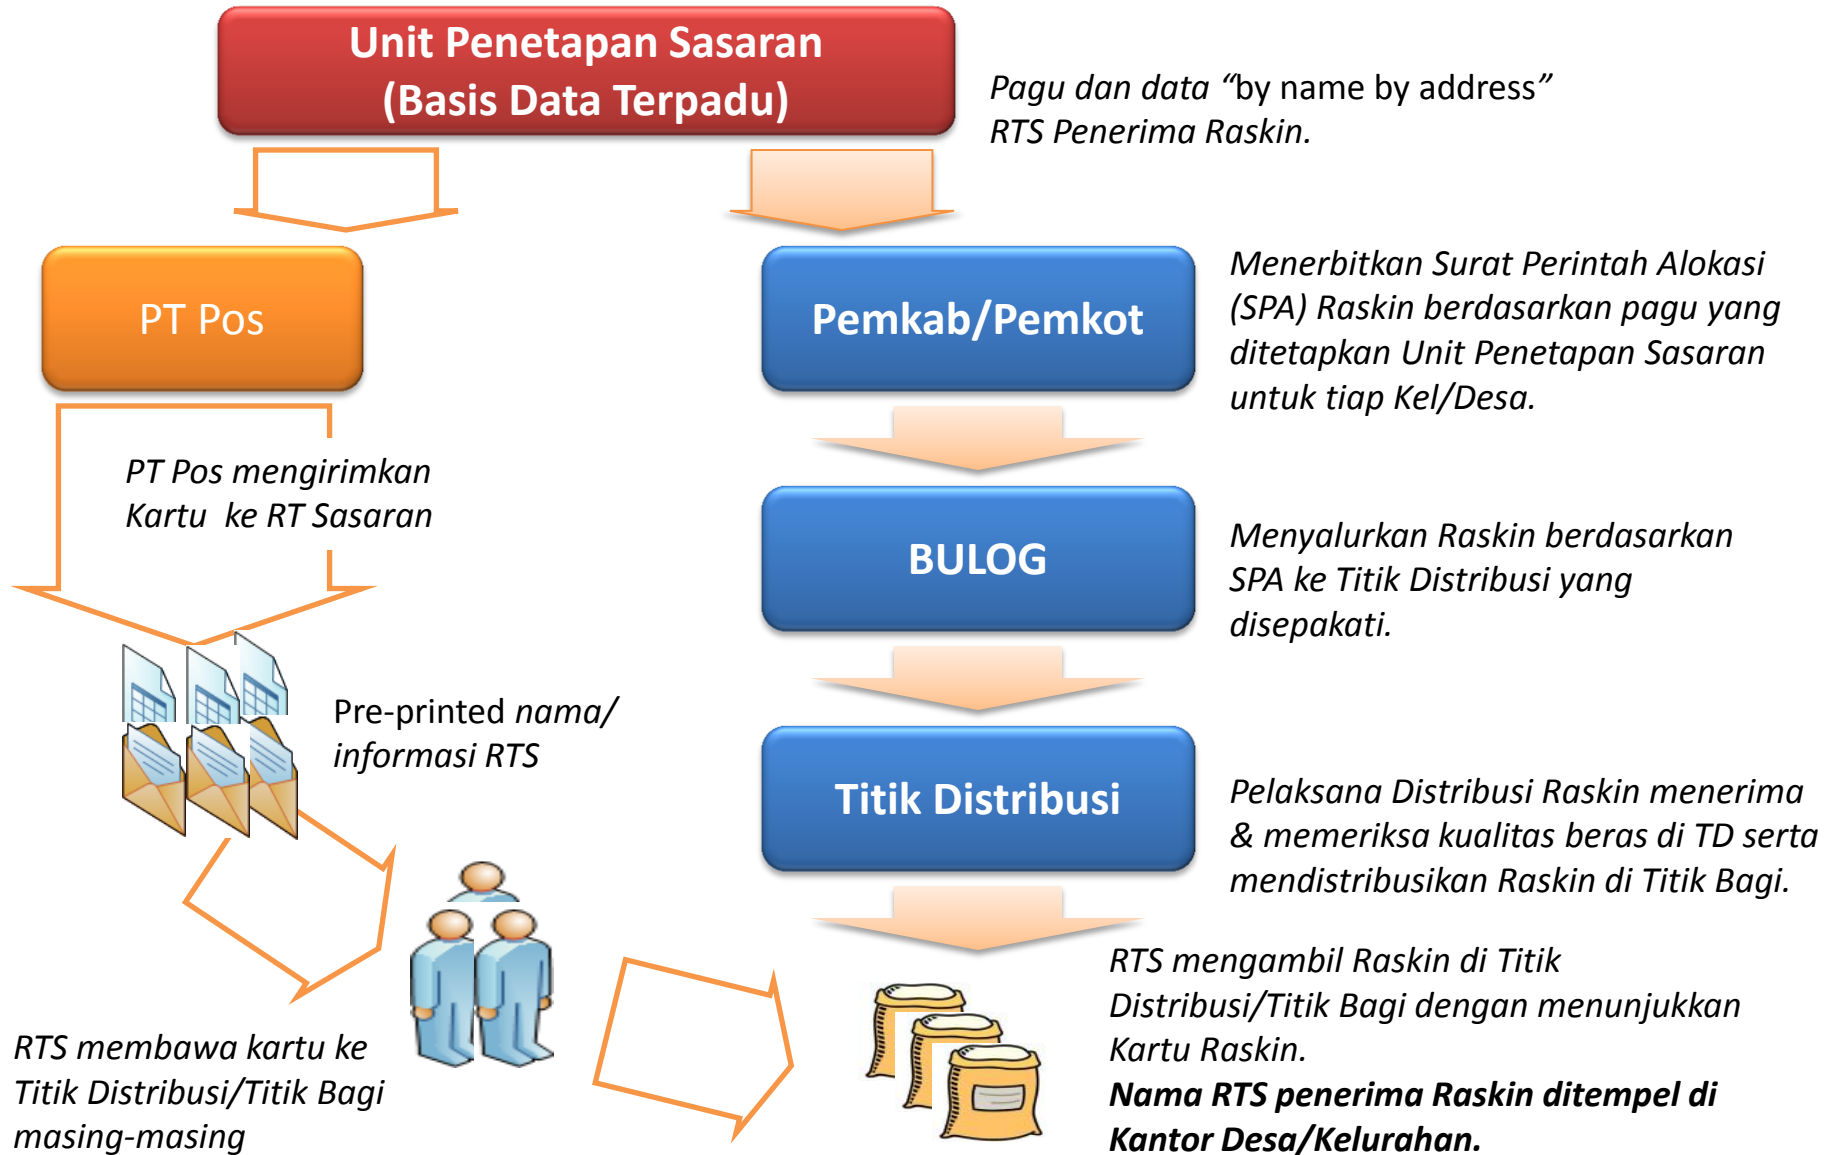 Unit Penetapan Sasaran
(Basis Data Terpadu)
Pagu dan data “by name by address”
RTS Penerima Raskin.
PT Pos
Pemkab/Pemkot
Menerbitkan Surat Perintah Alokasi
(SPA) Raskin berdasarkan pagu yang
ditetapkan Unit Penetapan Sasaran
untuk tiap Kel/Desa.
PT Pos mengirimkan
Kartu ke RT Sasaran
BULOG
Menyalurkan Raskin berdasarkan
SPA ke Titik Distribusi yang
disepakati.
Pre-printed nama/
informasi RTS
Titik Distribusi
Pelaksana Distribusi Raskin menerima
& memeriksa kualitas beras di TD serta
mendistribusikan Raskin di Titik Bagi.
RTS membawa kartu ke
Titik Distribusi/Titik Bagi
masing-masing
RTS mengambil Raskin di Titik
Distribusi/Titik Bagi dengan menunjukkan
Kartu Raskin.
Nama RTS penerima Raskin ditempel di
Kantor Desa/Kelurahan.